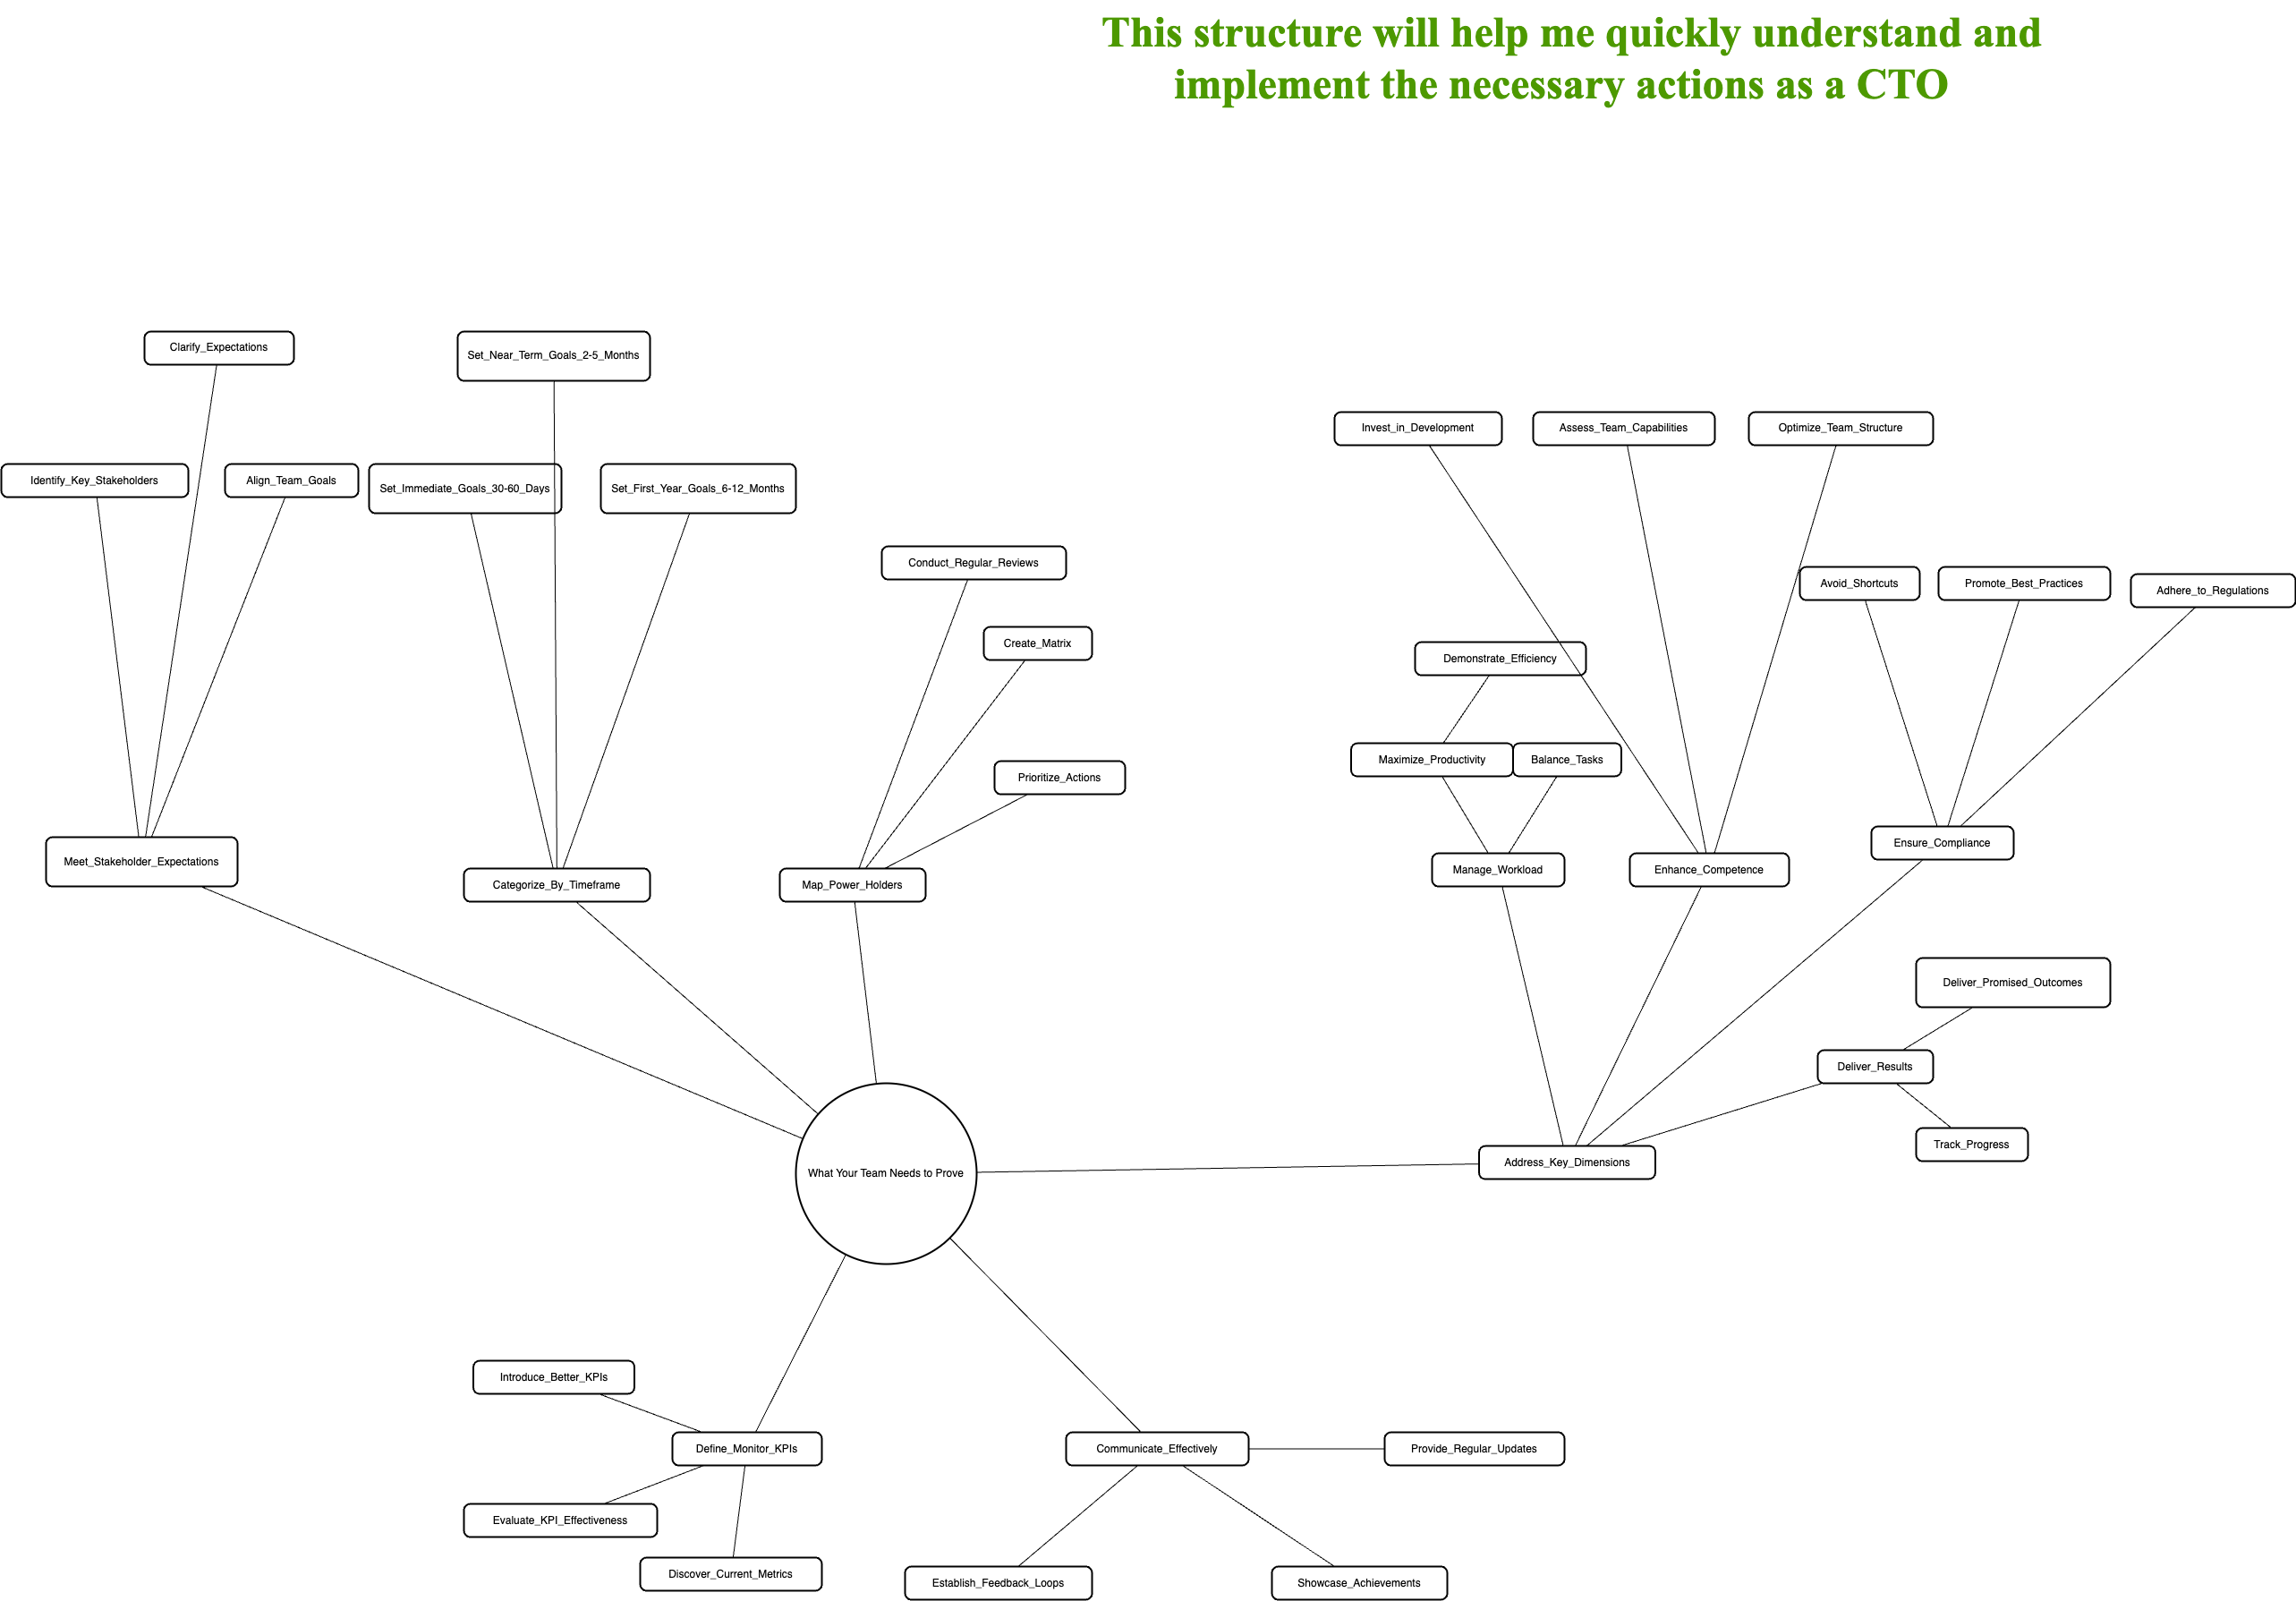 This structure will help me quickly understand and
implement the necessary actions as a CTO
Clarify_Expectations
Set_Near_Term_Goals_2-5_Months
Identify_Key_Stakeholders
Align_Team_Goals
Set_Immediate_Goals_30-60_Days
Set_First_Year_Goals_6-12_Months
Invest_in_Development
Assess_Team_Capabilities
Optimize_Team_Structure
Conduct_Regular_Reviews
Create_Matrix
Prioritize_Actions
Avoid_Shortcuts
Promote_Best_Practices
Adhere_to_Regulations
Demonstrate_Efficiency
Maximize_Productivity
Balance_Tasks
Meet_Stakeholder_Expectations
Categorize_By_Timeframe
Map_Power_Holders
Manage_Workload
Enhance_Competence
Ensure_Compliance
Deliver_Promised_Outcomes
Deliver_Results
Track_Progress
What Your Team Needs to Prove
Address_Key_Dimensions
Introduce_Better_KPIs
Define_Monitor_KPIs
Communicate_Effectively
Provide_Regular_Updates
Evaluate_KPI_Effectiveness
Discover_Current_Metrics
Establish_Feedback_Loops
Showcase_Achievements